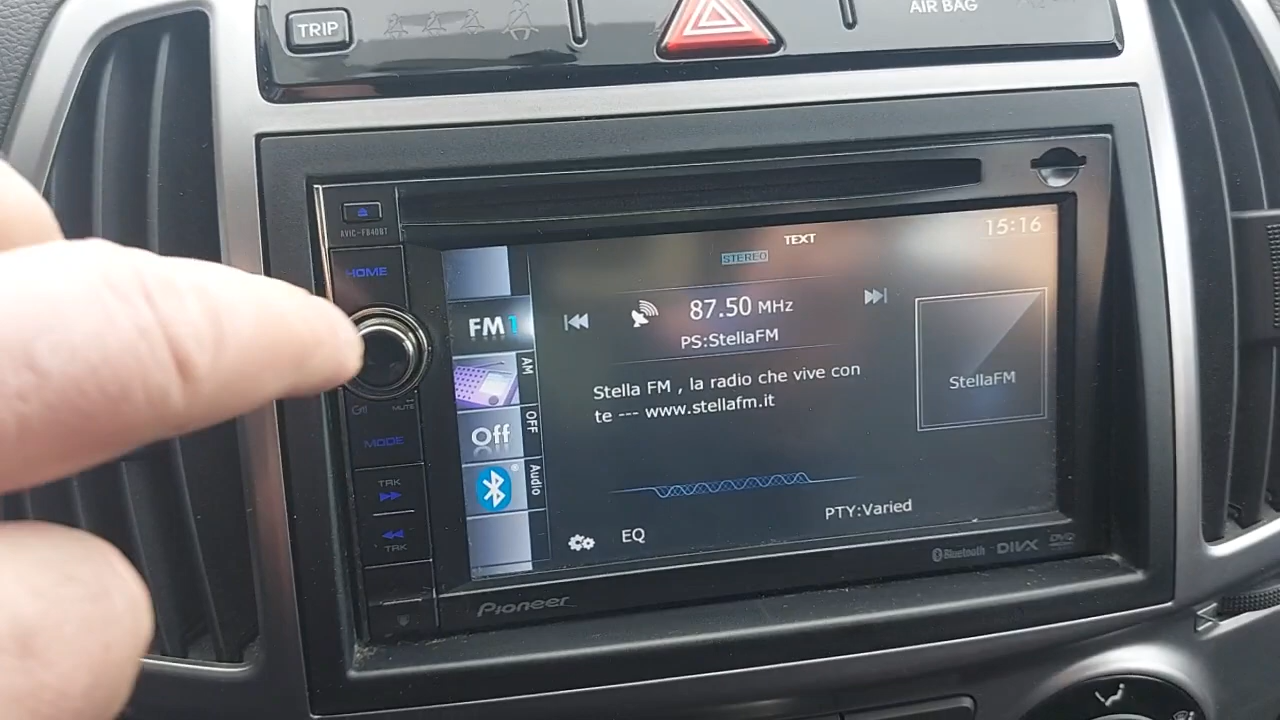 TRIP
AIR BAG
AVIC-F840BT
HOME
MUTE
MODE
TRK
TRK
TEXT
15:16
STEREO
FM1
87.50 MHz
PS:StellaFM
AM
Stella FM , la radio che vive con
te --- www.stellafm.it
StellaFM
OFF
Off
Audio
PTY:Varied
EQ
Bluetooth
DIVX
DVD
Pioneer